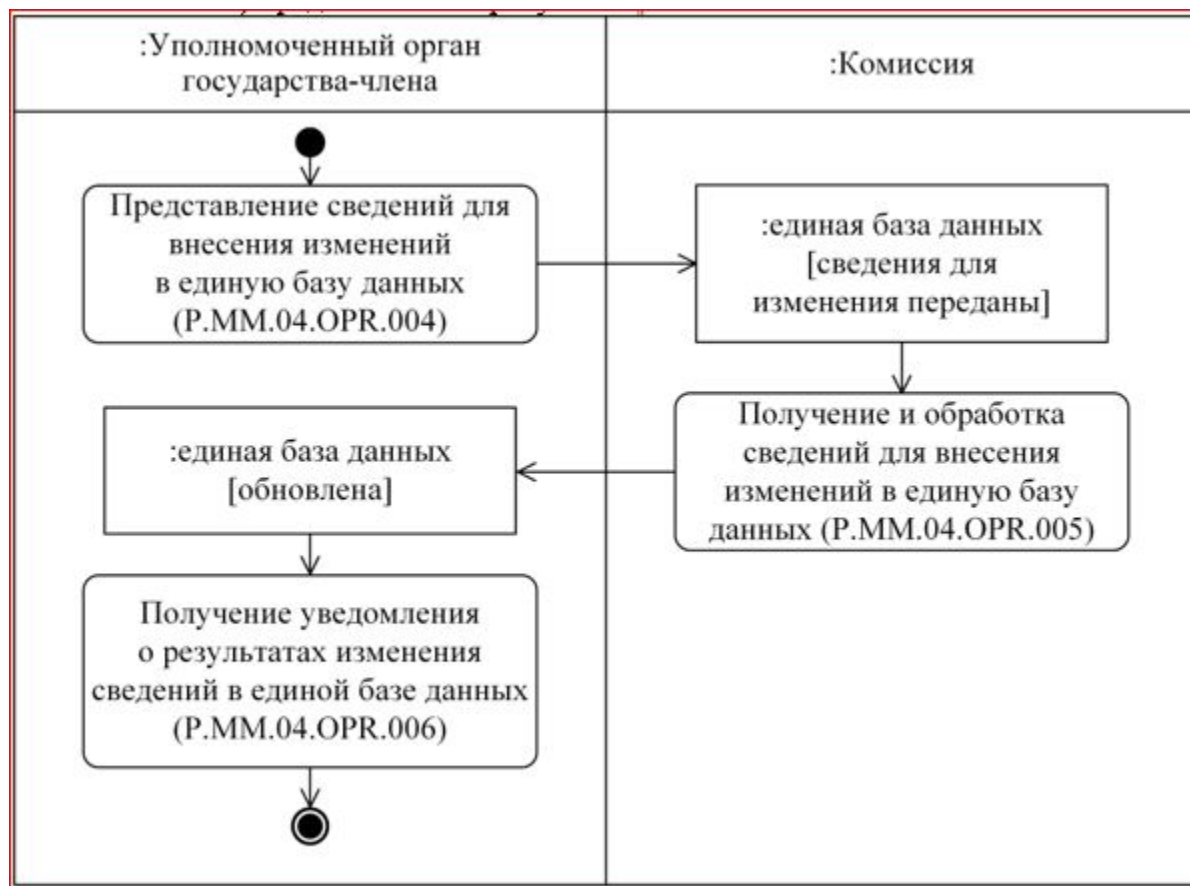 :Уполномоченный орган
государства-члена
:Комиссия
Представление сведений для
внесения изменений
в единую базу данных
(P.MM.04.OPR.004)
:единая база данных
[сведения для
изменения переданы]
:единая база данных
[обновлена]
Получение и обработка
сведений для внесения
изменений в единую базу
данных (P.MM.04.OPR.005)
Получение уведомления
о результатах изменения
сведений в единой базе данных
(P.MM.04.OPR.006)